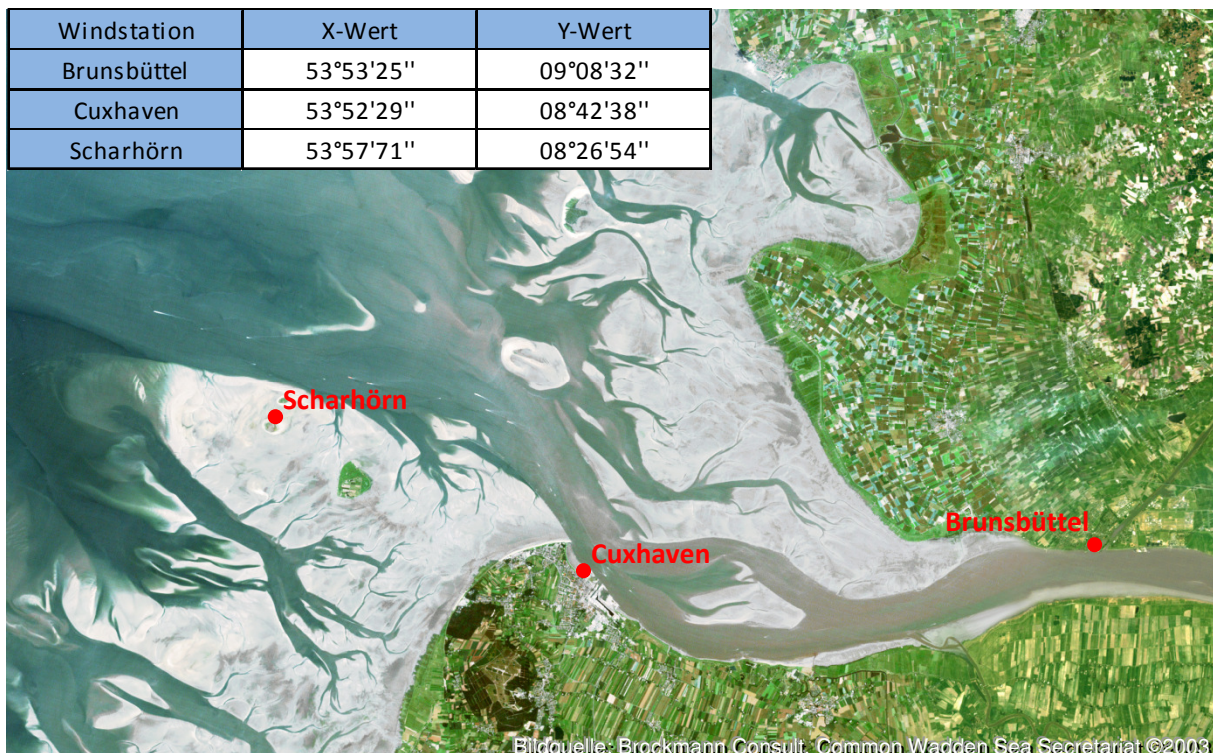 Windstation X-Wert Y-Wert
Brunsbüttel 53°53'25'' 09°08'32''
Cuxhaven 53°52'29'' 08°42'38''
Scharhörn 53°57'71'' 08°26'54''
Scharhörn
Brunsbüttel
Cuxhaven
Bildquelle: Brockmann Consult, Common Wadden Sea Secretariat ©2003